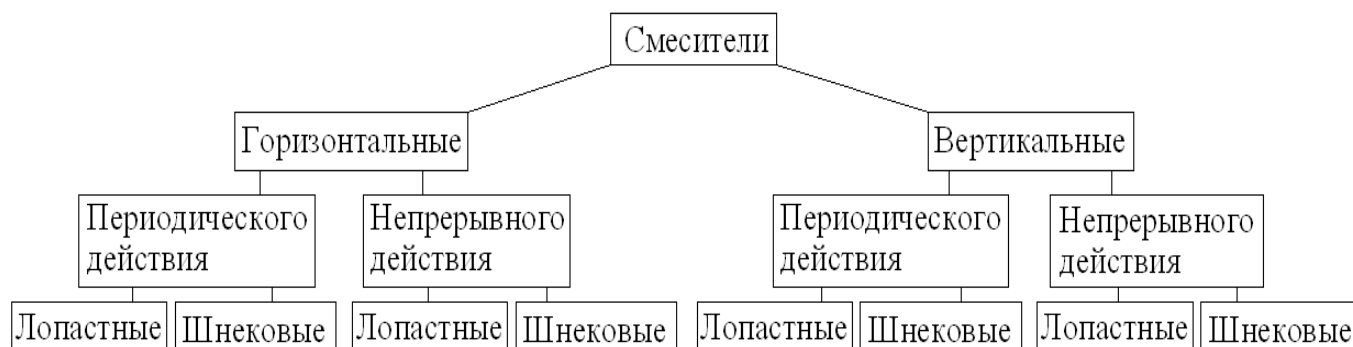 Смесители
Горизонтальные
Вертикальные
Периодического
действия
Непрерывного
действия
Периодического
действия
Непрерывного
действия
Лопастные
Шнековые
Лопастные
Шнековые
Лопастные
Шнековые
Лопастные
Шнековые